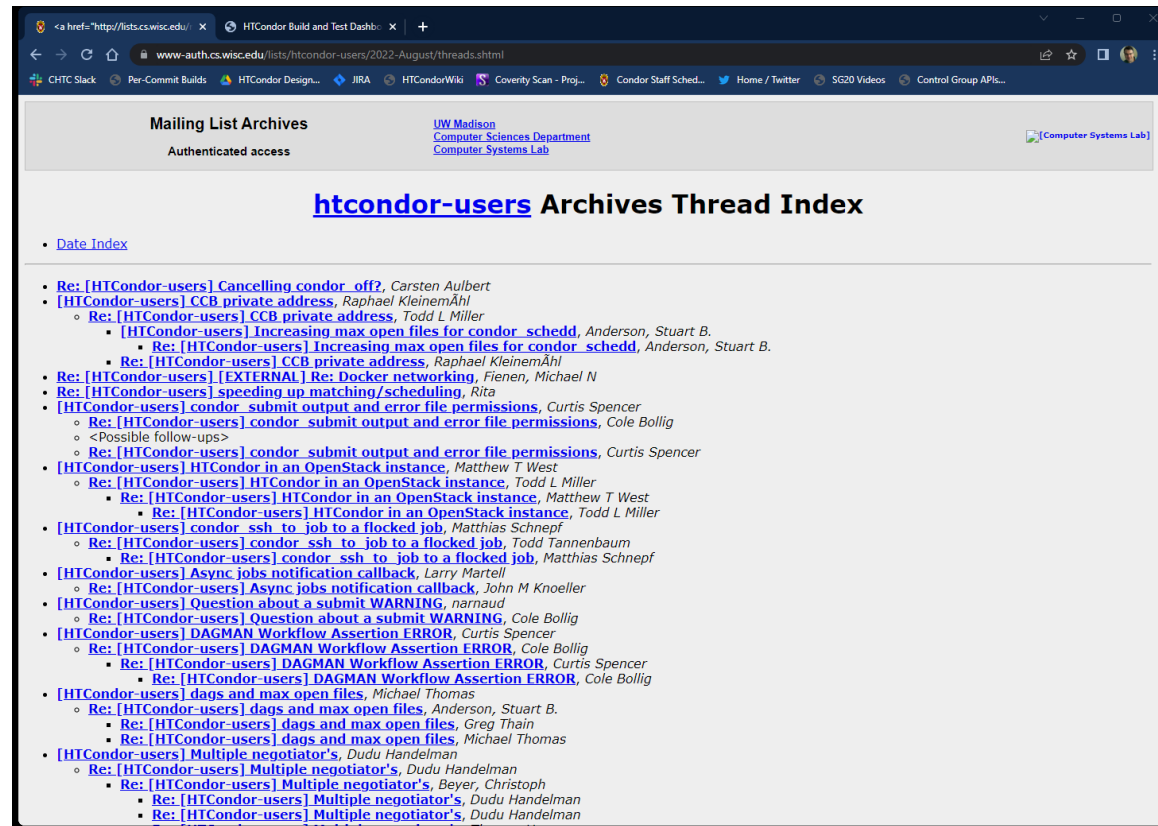 <a href="http://lists.cs.wisc.edu/
HTCondor Build and Test Dashbo
www-auth.cs.wisc.edu/lists/htcondor-users/2022-August/threads.shtml
CHTC Slack Per-Commit Builds HTCondor Design... JIRA HTCondorWiki Coverity Scan - Proj... Condor Staff Sched... Home / Twitter SG20 Videos Control Group APIs...
Mailing List Archives
Authenticated access
UW Madison
Computer Sciences Department
Computer Systems Lab
[Computer Systems Lab]
htcondor-users Archives Thread Index
Date Index
Re: [HTCondor-users] Cancelling condor_off?, Carsten Aulbert
[HTCondor-users] CCB private address, Raphael KleinemÃhl
Re: [HTCondor-users] CCB private address, Todd L Miller
[HTCondor-users] Increasing max open files for condor_schedd, Anderson, Stuart B.
Re: [HTCondor-users] Increasing max open files for condor_schedd, Anderson, Stuart B.
Re: [HTCondor-users] CCB private address, Raphael KleinemÃhl
Re: [HTCondor-users] [EXTERNAL] Re: Docker networking, Fienen, Michael N
Re: [HTCondor-users] speeding up matching/scheduling, Rita
[HTCondor-users] condor_submit output and error file permissions, Curtis Spencer
Re: [HTCondor-users] condor_submit output and error file permissions, Cole Bollig
<Possible follow-ups>
Re: [HTCondor-users] condor_submit output and error file permissions, Curtis Spencer
[HTCondor-users] HTCondor in an OpenStack instance, Matthew T West
Re: [HTCondor-users] HTCondor in an OpenStack instance, Todd L Miller
Re: [HTCondor-users] HTCondor in an OpenStack instance, Matthew T West
Re: [HTCondor-users] HTCondor in an OpenStack instance, Todd L Miller
[HTCondor-users] condor_ssh_to_job to a flocked job, Matthias Schnepf
Re: [HTCondor-users] condor_ssh_to_job to a flocked job, Todd Tannenbaum
Re: [HTCondor-users] condor_ssh_to_job to a flocked job, Matthias Schnepf
[HTCondor-users] Async jobs notification callback, Larry Martell
Re: [HTCondor-users] Async jobs notification callback, John M Knoeller
[HTCondor-users] Question about a submit WARNING, narnaud
Re: [HTCondor-users] Question about a submit WARNING, Cole Bollig
[HTCondor-users] DAGMAN Workflow Assertion ERROR, Curtis Spencer
Re: [HTCondor-users] DAGMAN Workflow Assertion ERROR, Cole Bollig
Re: [HTCondor-users] DAGMAN Workflow Assertion ERROR, Curtis Spencer
Re: [HTCondor-users] DAGMAN Workflow Assertion ERROR, Cole Bollig
[HTCondor-users] dags and max open files, Michael Thomas
Re: [HTCondor-users] dags and max open files, Anderson, Stuart B.
Re: [HTCondor-users] dags and max open files, Greg Thain
Re: [HTCondor-users] dags and max open files, Michael Thomas
[HTCondor-users] Multiple negotiator's, Dudu Handelman
Re: [HTCondor-users] Multiple negotiator's, Dudu Handelman
Re: [HTCondor-users] Multiple negotiator's, Beyer, Christoph
Re: [HTCondor-users] Multiple negotiator's, Dudu Handelman
Re: [HTCondor-users] Multiple negotiator's, Dudu Handelman